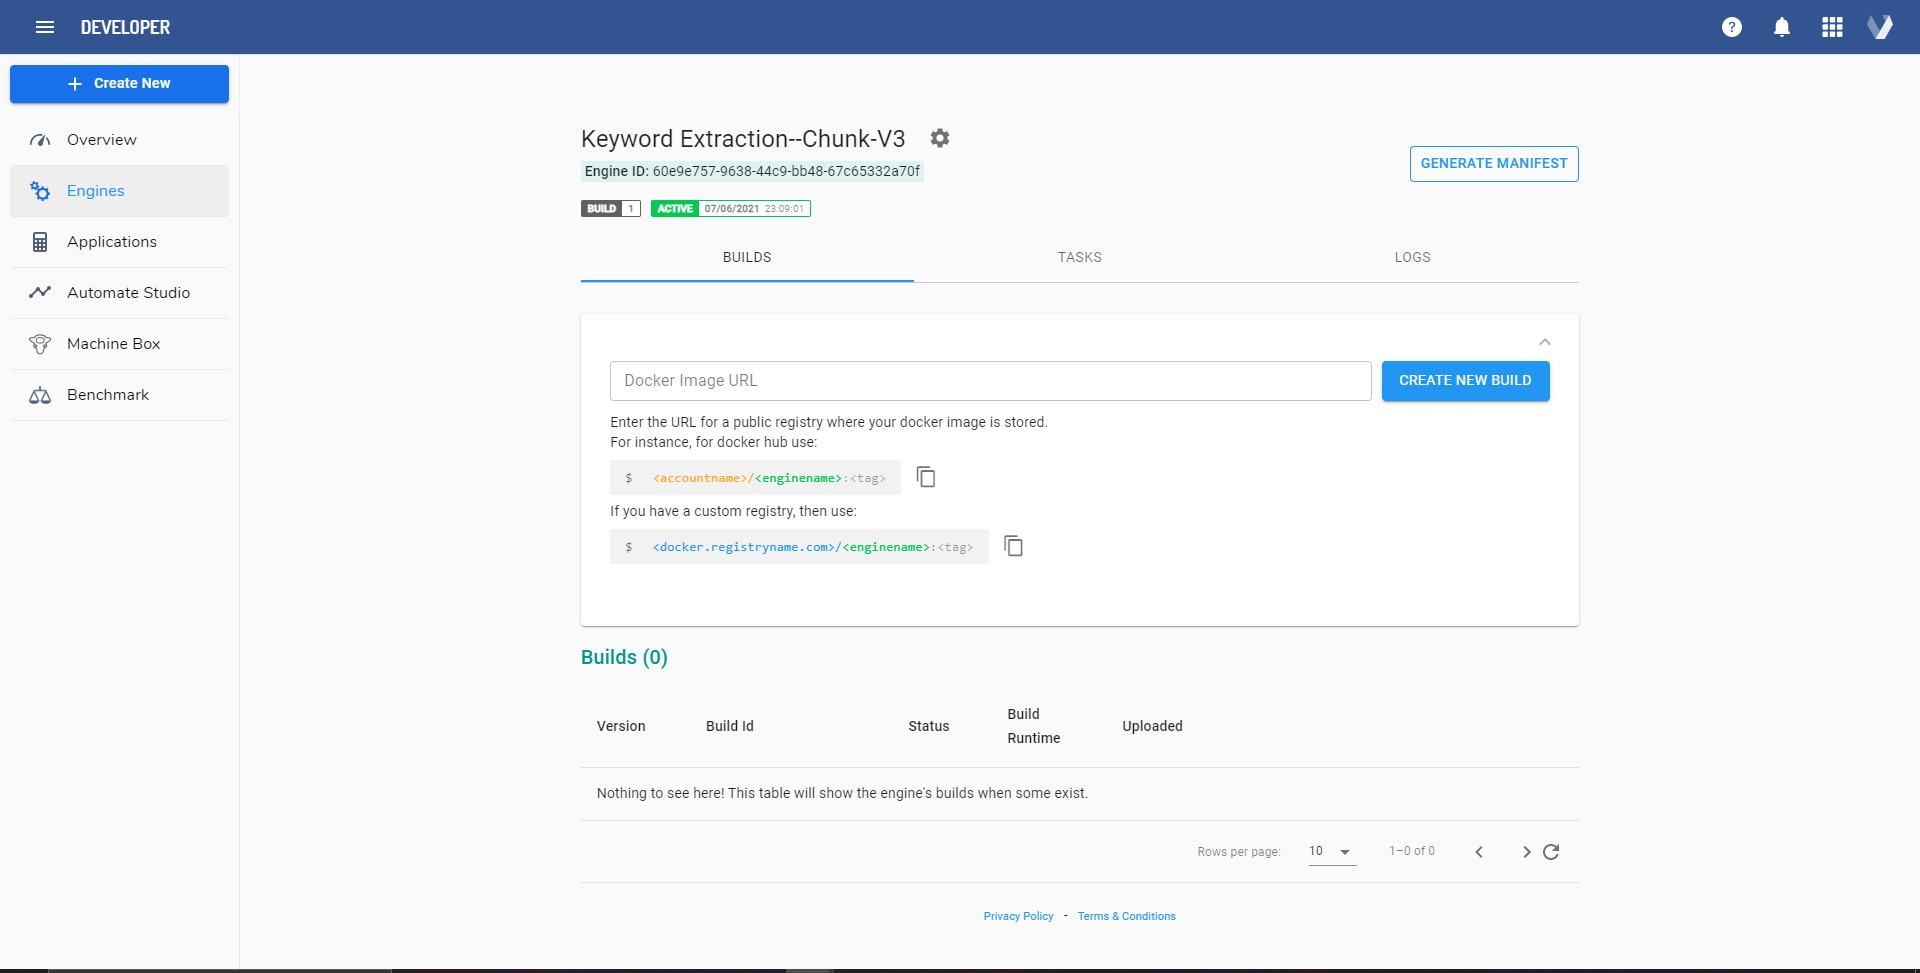 DEVELOPER
Create New
Overview
Engines
Applications
Automate Studio
Machine Box
Benchmark
Keyword Extraction--Chunk-V3
Engine ID: 60e9e757-9638-44c9-bb48-67c65332a70f
GENERATE MANIFEST
BUILD 1 ACTIVE 07/06/2021 23:09:01
BUILDS TASKS LOGS
Docker Image URL CREATE NEW BUILD
Enter the URL for a public registry where your docker image is stored.
For instance, for docker hub use:
$ <accountname>/<enginename>:<tag>
If you have a custom registry, then use:
$ <docker.registryname.com>/<enginename>:<tag>
Builds (0)
Version Build Id Status Build Runtime Uploaded
Nothing to see here! This table will show the engine's builds when some exist.
Rows per page: 10 1–0 of 0
Privacy Policy - Terms & Conditions